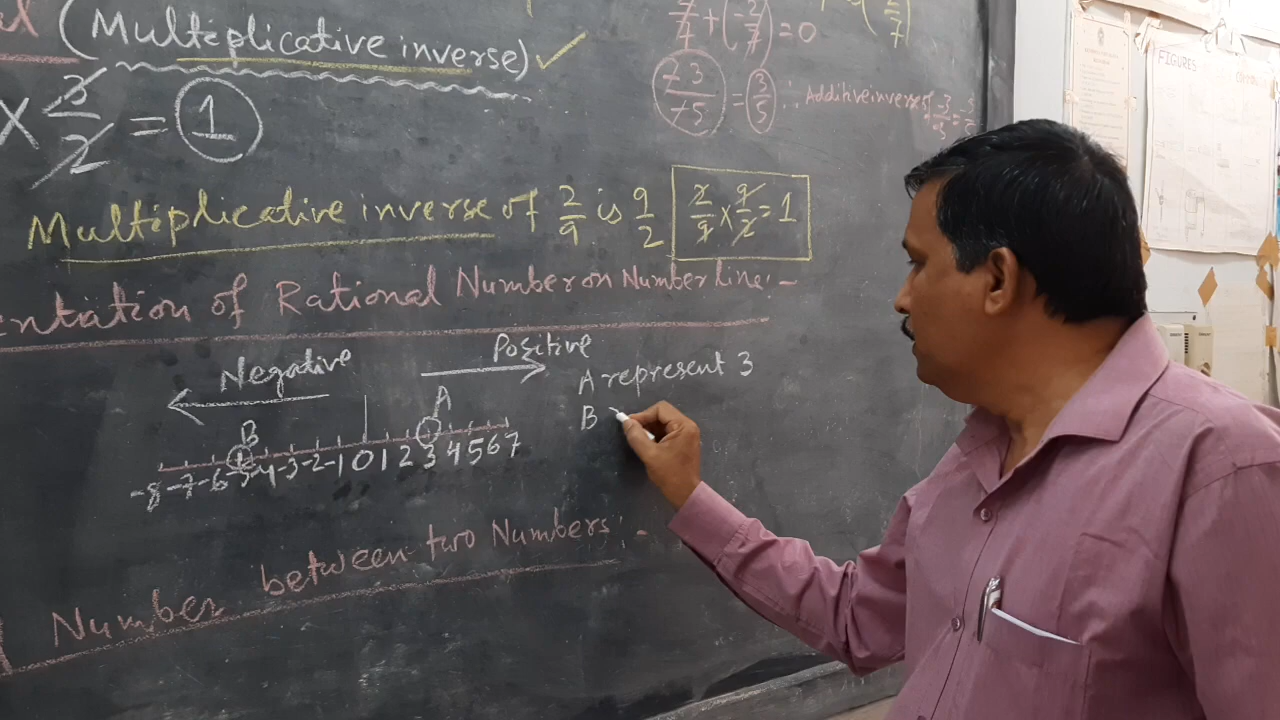 (Multiplicative inverse) ✓
7/7 + (-2/7) = 0
-3/-5 = 3/5 ∴ Additive inverse of -3/-5 = -3/5
× 3/2 = 1
Multiplicative inverse of 2/9 is 9/2 2/9 × 9/2 = 1
entation of Rational Number on Number line:-
Negative Positive
A represent 3
B
B A
-8 -7 -6 -5 -4 -3 -2 -1 0 1 2 3 4 5 6 7
Number between two Numbers:-
FIGURES